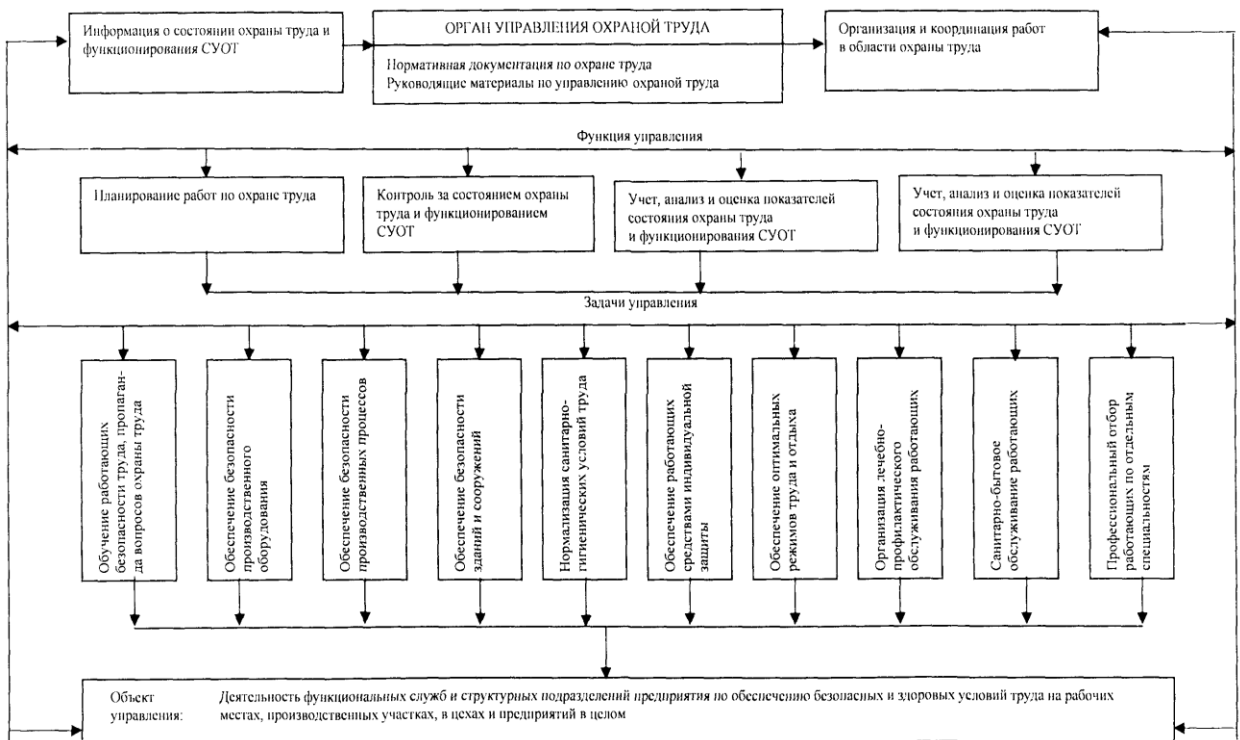 Информация о состоянии охраны труда и
функционирования СУОТ
ОРГАН УПРАВЛЕНИЯ ОХРАНОЙ ТРУДА
Нормативная документация по охране труда
Руководящие материалы по управлению охраной труда
Организация и координация работ
в области охраны труда
Функция управления
Планирование работ по охране труда
Контроль за состоянием охраны
труда и функционированием
СУОТ
Учет, анализ и оценка показателей
состояния охраны труда
и функционирования СУОТ
Учет, анализ и оценка показателей
состояния охраны труда
и функционирования СУОТ
Задачи управления
Обучение работающих
безопасности труда, пропаган-
да вопросов охраны труда
Обеспечение безопасности
производственного
оборудования
Обеспечение безопасности
производственных процессов
Обеспечение безопасности
зданий и сооружений
Нормализация санитарно-
гигиенических условий труда
Обеспечение работающих
средствами индивидуальной
защиты
Обеспечение оптимальных
режимов труда и отдыха
Организация лечебно-
профилактического
обслуживания работающих
Санитарно-бытовое
обслуживание работающих
Профессиональный отбор
работающих по отдельным
специальностям
Объект
управления:
Деятельность функциональных служб и структурных подразделений предприятия по обеспечению безопасных и здоровых условий труда на рабочих
местах, производственных участках, в цехах и предприятий в целом